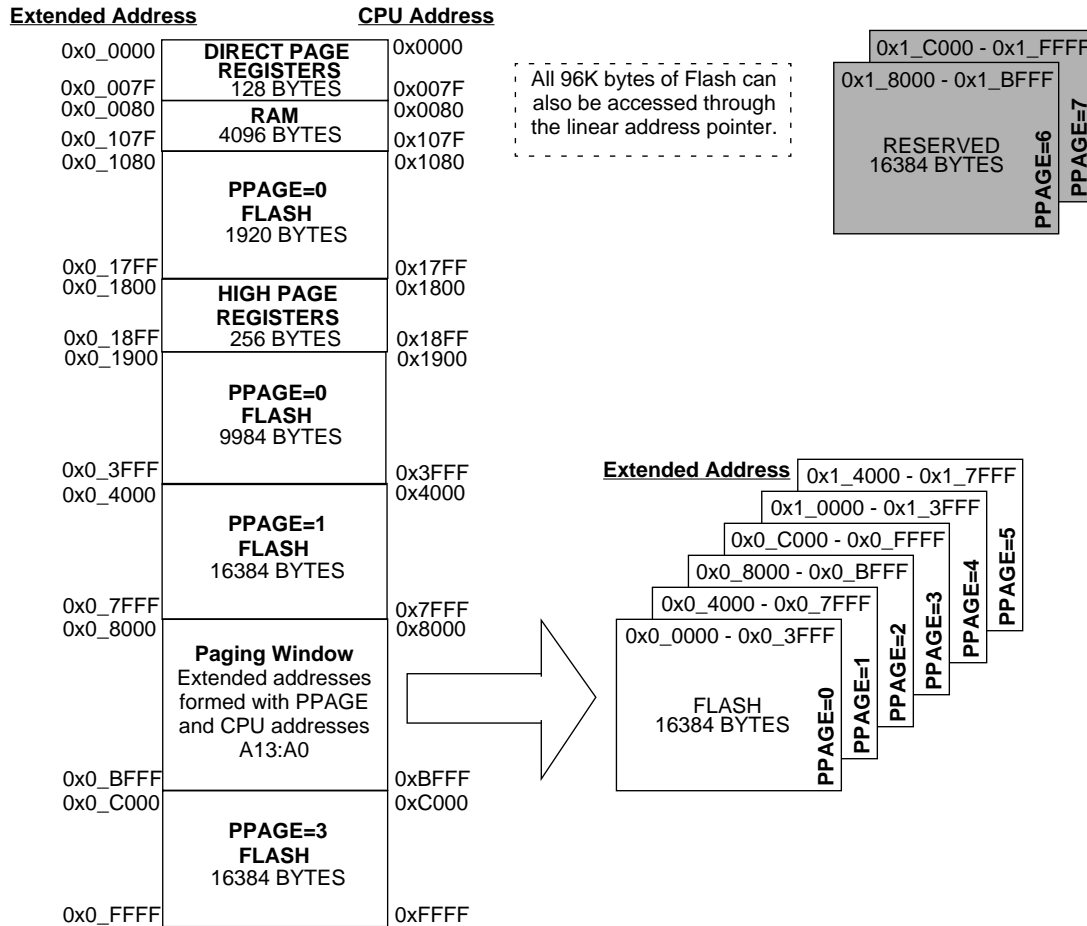 Extended Address
CPU Address
0x0_0000
DIRECT PAGE
REGISTERS
128 BYTES
0x0000
0x0_007F
0x007F
0x0_0080
RAM
4096 BYTES
0x0080
0x0_107F
0x107F
0x0_1080
0x1080
PPAGE=0
FLASH
1920 BYTES
0x0_17FF
0x17FF
0x0_1800
0x1800
HIGH PAGE
REGISTERS
256 BYTES
0x0_18FF
0x18FF
0x0_1900
0x1900
PPAGE=0
FLASH
9984 BYTES
0x0_3FFF
0x3FFF
0x0_4000
0x4000
PPAGE=1
FLASH
16384 BYTES
0x0_7FFF
0x7FFF
0x0_8000
0x8000
Paging Window
Extended addresses
formed with PPAGE
and CPU addresses
A13:A0
0x0_BFFF
0xBFFF
0x0_C000
0xC000
PPAGE=3
FLASH
16384 BYTES
0x0_FFFF
0xFFFF
All 96K bytes of Flash can
also be accessed through
the linear address pointer.
0x1_C000 - 0x1_FFFF
0x1_8000 - 0x1_BFFF
RESERVED
16384 BYTES
PPAGE=6
PPAGE=7
Extended Address
0x1_4000 - 0x1_7FFF
0x1_0000 - 0x1_3FFF
0x0_C000 - 0x0_FFFF
0x0_8000 - 0x0_BFFF
0x0_4000 - 0x0_7FFF
0x0_0000 - 0x0_3FFF
FLASH
16384 BYTES
PPAGE=0
PPAGE=1
PPAGE=2
PPAGE=3
PPAGE=4
PPAGE=5